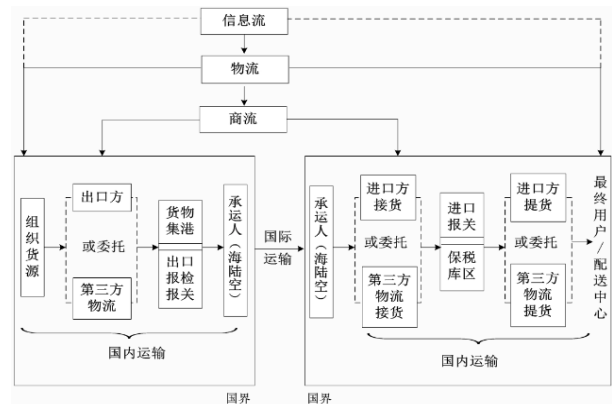 信息流
物流
商流
组织货源
出口方
或委托
第三方
物流
货物
集港
出口
报检
报关
承运人（海陆空）
国内运输
国界
国际
运输
承运人（海陆空）
进口方
接货
或委托
第三方
物流
接货
进口
报关
保税
库区
进口方
提货
或委托
第三方
物流
提货
最终用户/配送中心
国内运输
国界